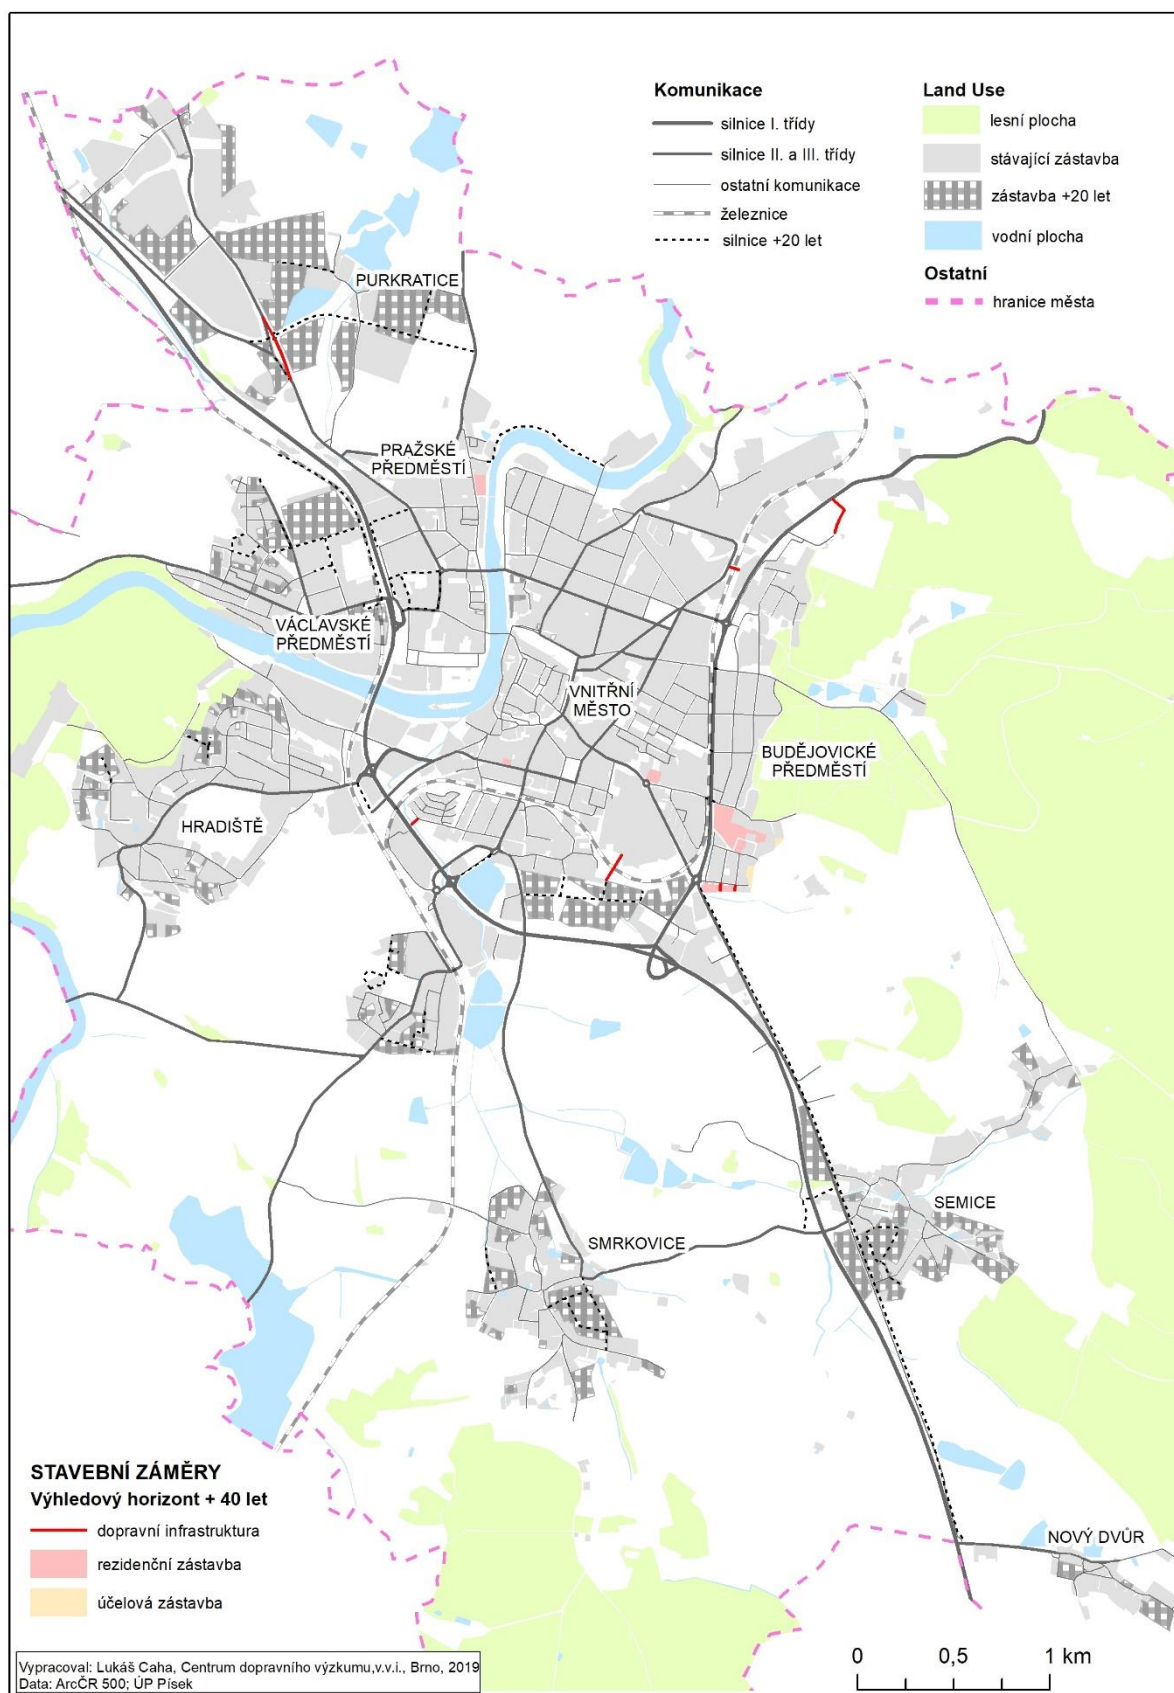 Komunikace
silnice I. třídy
silnice II. a III. třídy
ostatní komunikace
železnice
silnice +20 let
Land Use
lesní plocha
stávající zástavba
zástavba +20 let
vodní plocha
Ostatní
hranice města
PURKRATICE
PRAŽSKÉ
PŘEDMĚSTÍ
VÁCLAVSKÉ
PŘEDMĚSTÍ
VNITŘNÍ
MĚSTO
BUDĚJOVICKÉ
PŘEDMĚSTÍ
HRADIŠTĚ
SEMICE
SMRKOVICE
NOVÝ DVŮR
STAVEBNÍ ZÁMĚRY
Výhledový horizont + 40 let
dopravní infrastruktura
rezidenční zástavba
účelová zástavba
Vypracoval: Lukáš Caha, Centrum dopravního výzkumu,v.v.i., Brno, 2019
Data: ArcČR 500; ÚP Písek
0 0,5 1 km